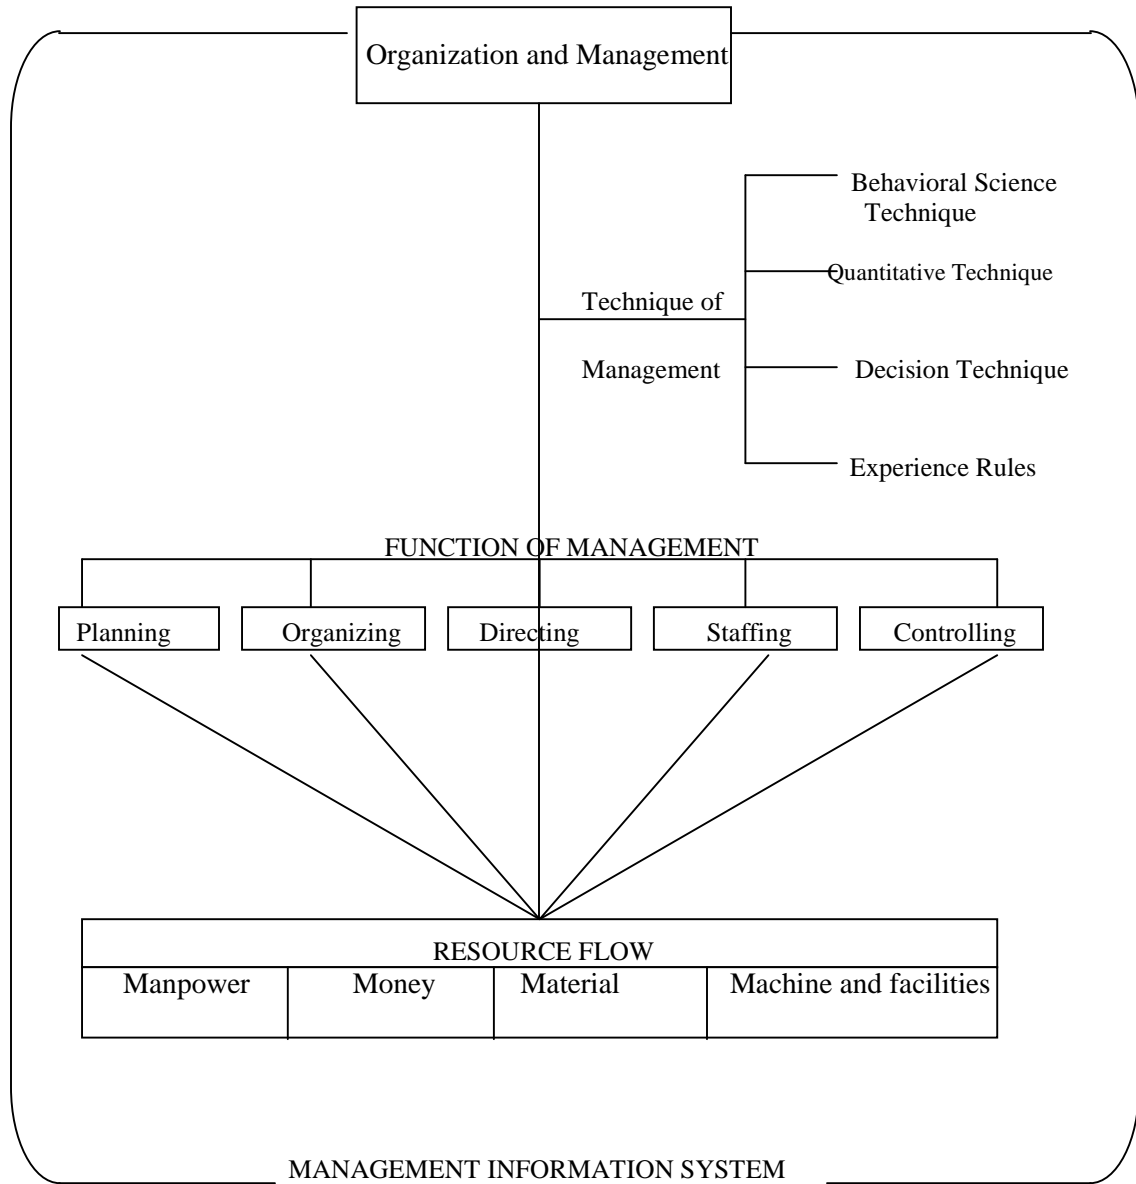 Organization and Management
Behavioral Science
Technique
Quantitative Technique
Technique of
Management
Decision Technique
Experience Rules
FUNCTION OF MANAGEMENT
Planning
Organizing
Directing
Staffing
Controlling
RESOURCE FLOW
Manpower
Money
Material
Machine and facilities
MANAGEMENT INFORMATION SYSTEM